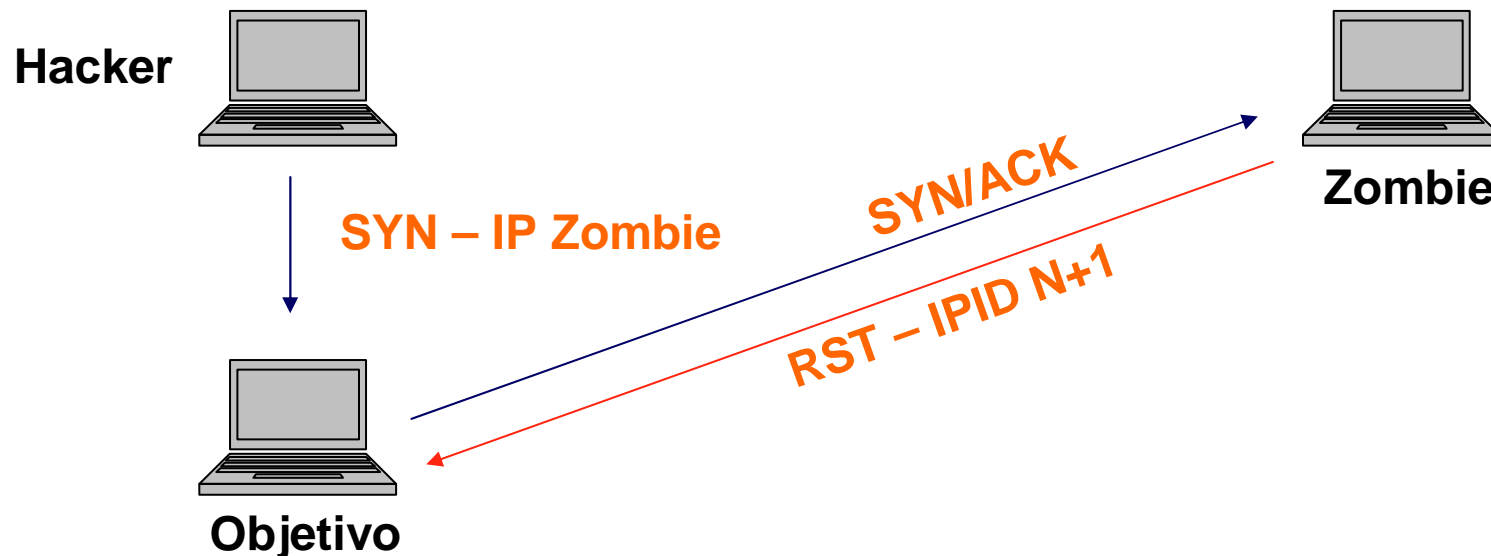 Hacker
SYN/ACK
Zombie
SYN – IP Zombie
RST – IPID N+1
Objetivo